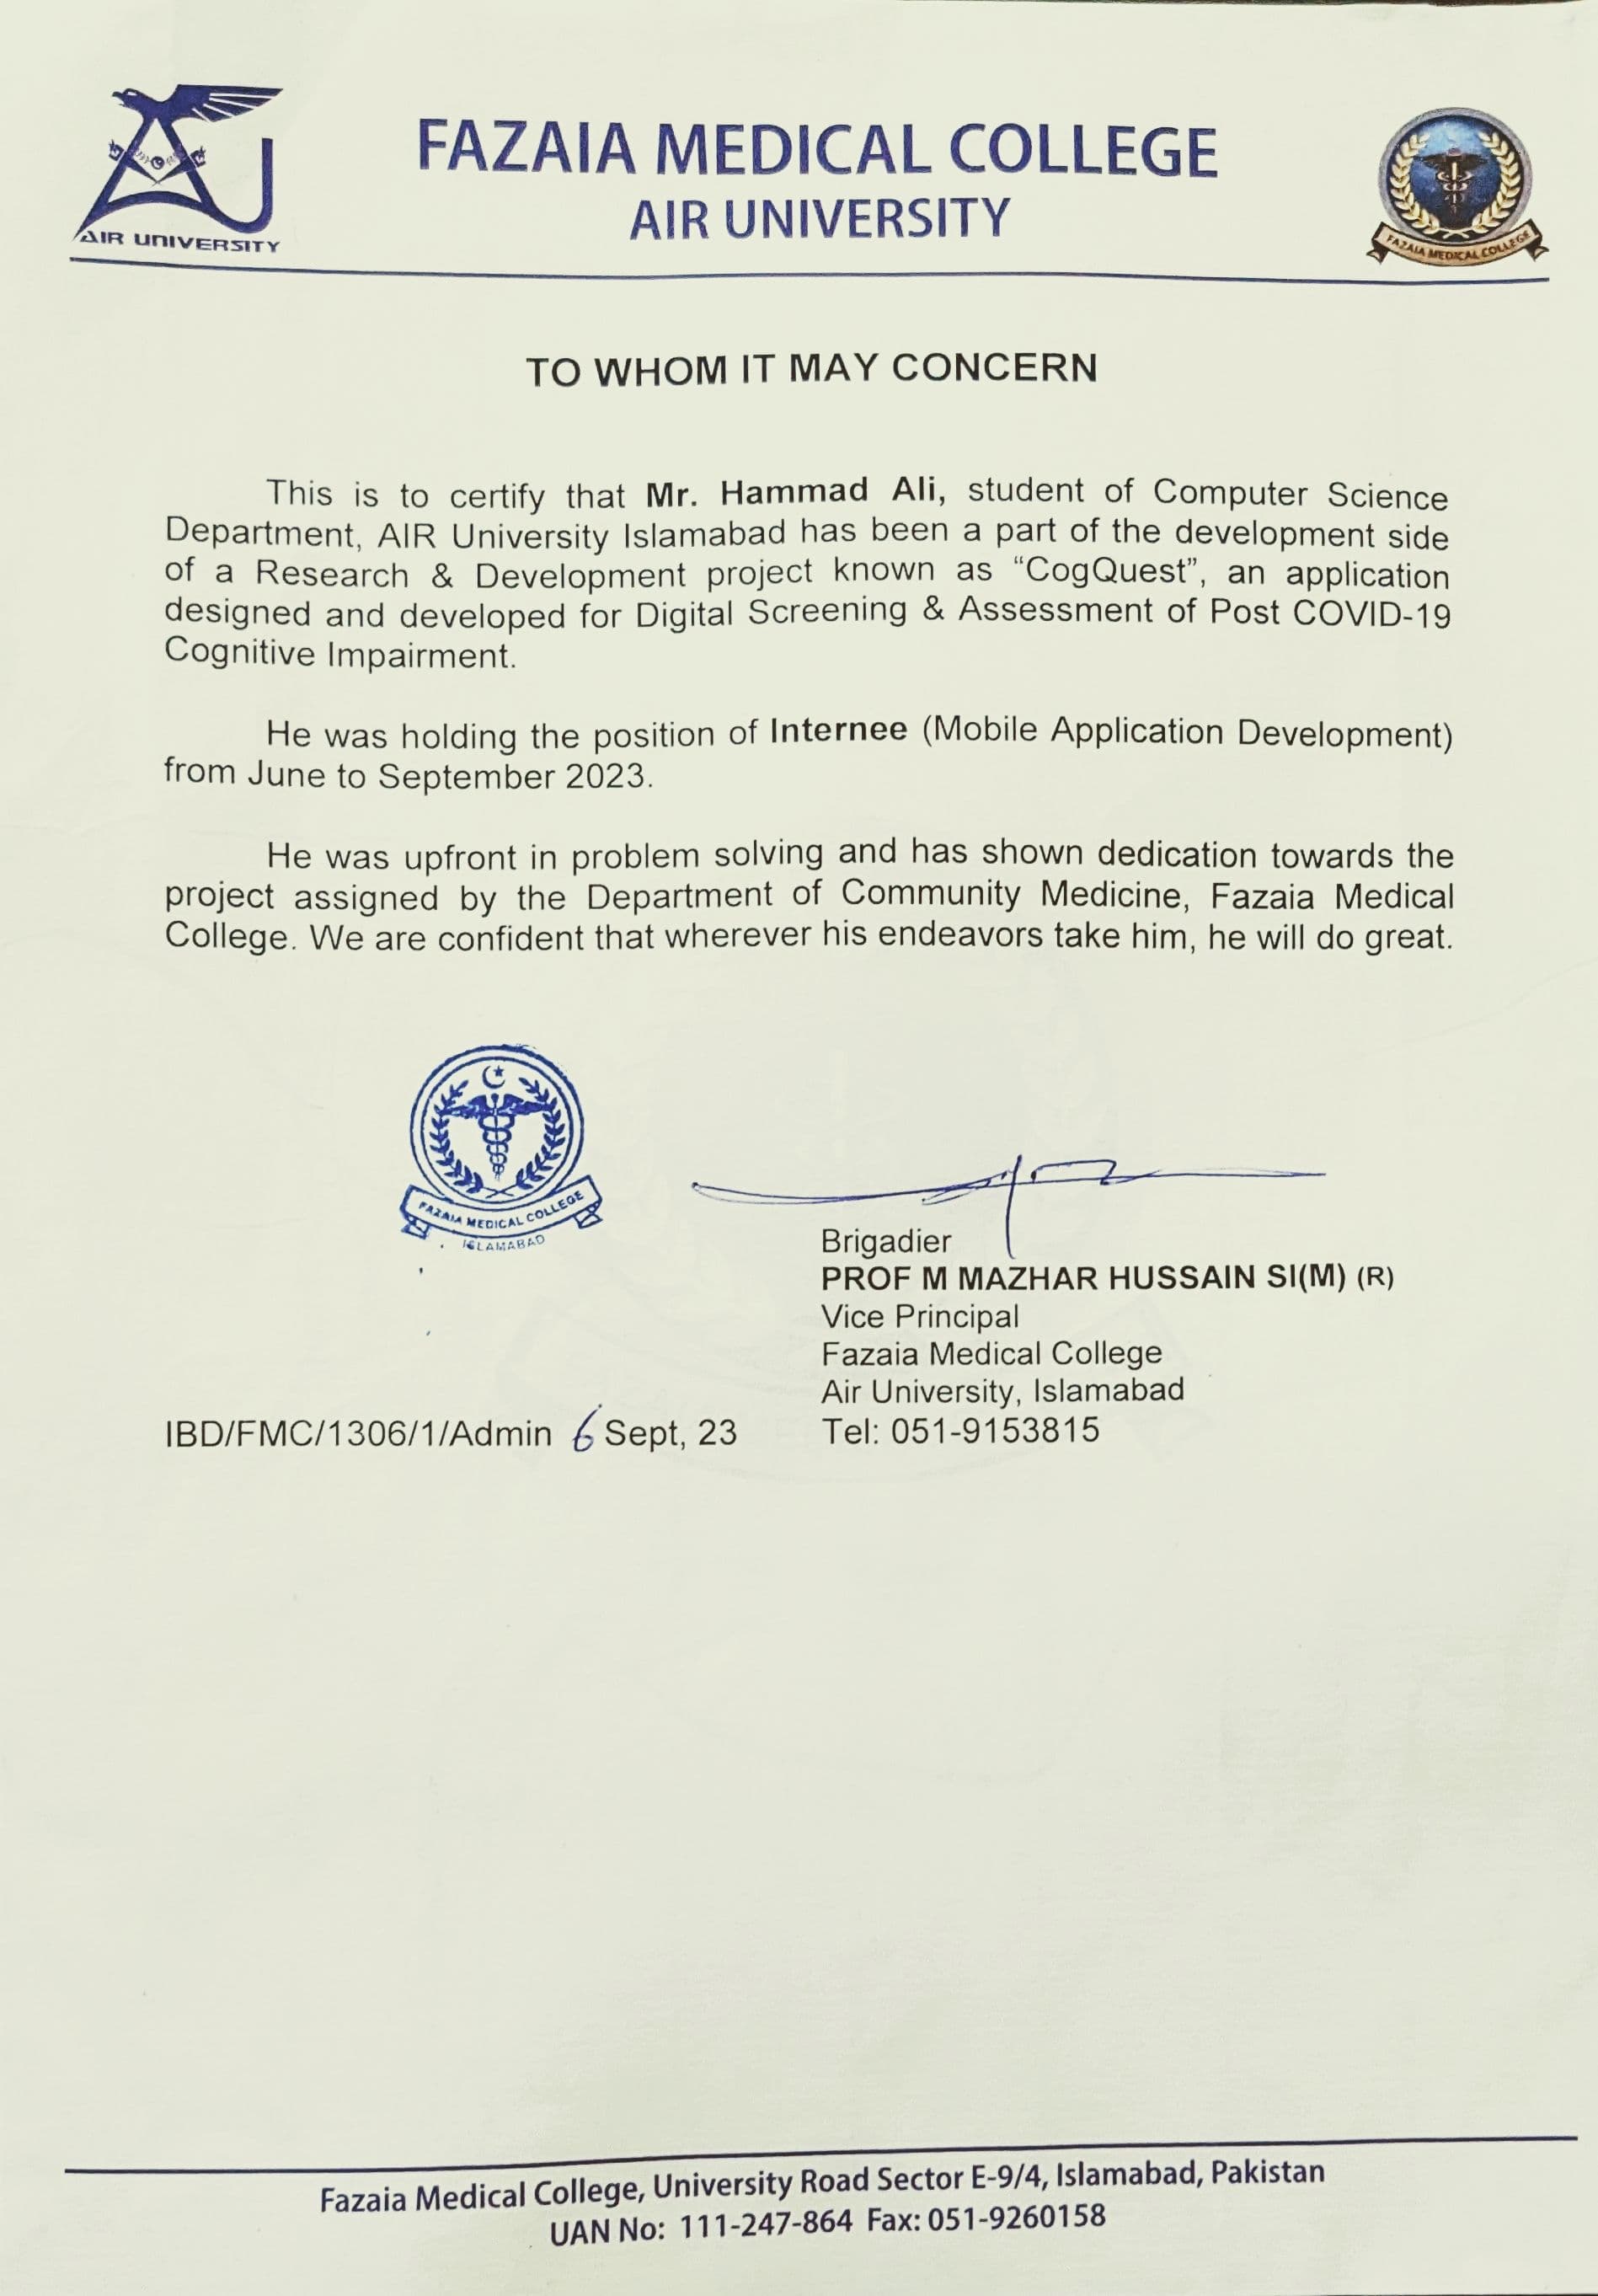 AIR UNIVERSITY
FAZAIA MEDICAL COLLEGE
AIR UNIVERSITY
FAZAIA MEDICAL COLLEGE
TO WHOM IT MAY CONCERN
This is to certify that Mr. Hammad Ali, student of Computer Science
Department, AIR University Islamabad has been a part of the development side
of a Research & Development project known as “CogQuest”, an application
designed and developed for Digital Screening & Assessment of Post COVID-19
Cognitive Impairment.
He was holding the position of Internee (Mobile Application Development)
from June to September 2023.
He was upfront in problem solving and has shown dedication towards the
project assigned by the Department of Community Medicine, Fazaia Medical
College. We are confident that wherever his endeavors take him, he will do great.
FAZAIA MEDICAL COLLEGE
ISLAMABAD
Brigadier
PROF M MAZHAR HUSSAIN SI(M) (R)
Vice Principal
Fazaia Medical College
Air University, Islamabad
IBD/FMC/1306/1/Admin 6 Sept, 23
Tel: 051-9153815
Fazaia Medical College, University Road Sector E-9/4, Islamabad, Pakistan
UAN No: 111-247-864 Fax: 051-9260158